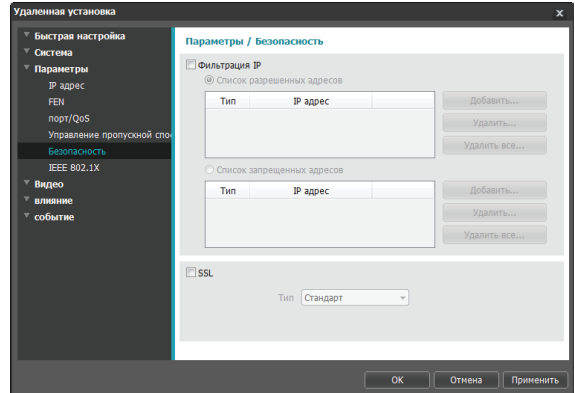 Удаленная установка
x
Быстрая настройка
Система
Параметры
IP адрес
FEN
порт/QoS
Управление пропускной спо
Безопасность
IEEE 802.1X
Видео
влияние
событие
Параметры / Безопасность
Фильтрация IP
Список разрешенных адресов
Тип IP адрес
Добавить...
Удалить...
Удалить все...
Список запрещенных адресов
Тип IP адрес
Добавить...
Удалить...
Удалить все...
SSL
Тип Стандарт
OK Отмена Применить